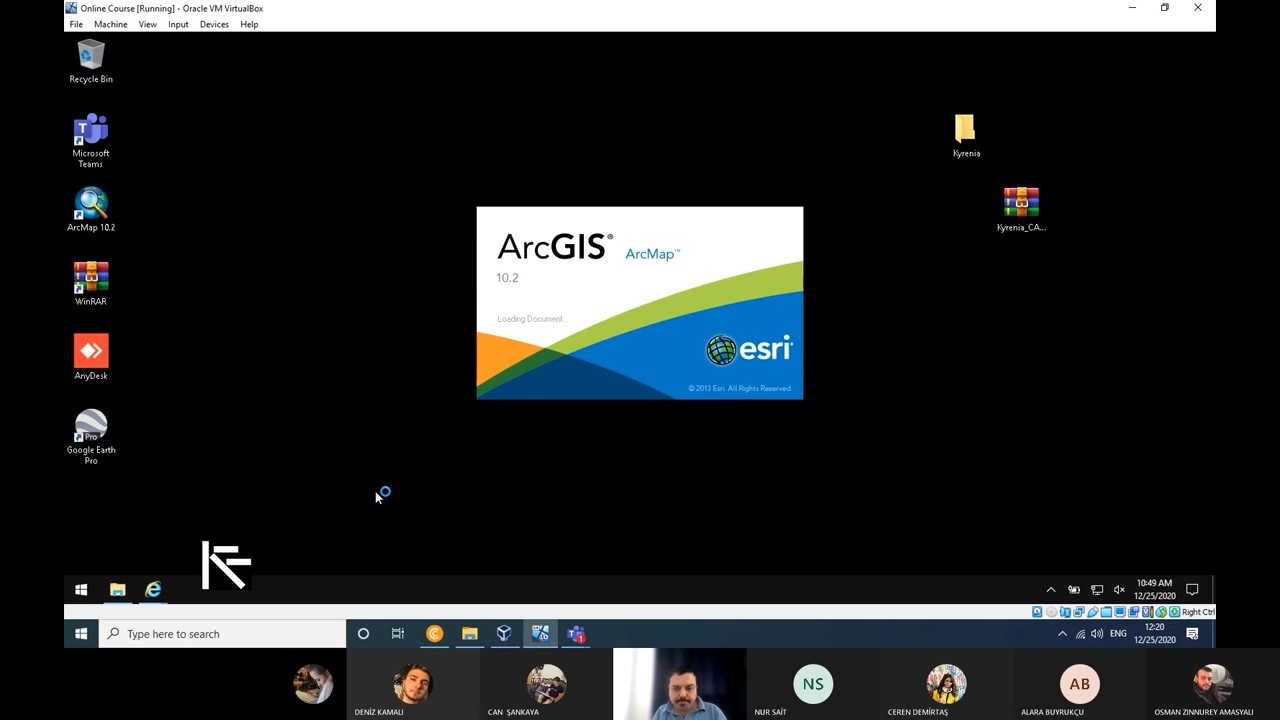 Online Course [Running] - Oracle VM VirtualBox
File Machine View Input Devices Help
Recycle Bin
Microsoft
Teams
ArcMap 10.2
WinRAR
AnyDesk
Pro
Google Earth
Pro
Kyrenia
Kyrenia_CA...
ArcGIS® ArcMap™
10.2
Loading Document...
esri
© 2013 Esri. All Rights Reserved.
10:49 AM
12/25/2020
Right Ctrl
Type here to search
1
ENG
12:20
12/25/2020
DENİZ KAMALI
CAN ŞANKAYA
NS
NUR SAİT
CEREN DEMİRTAŞ
AB
ALARA BUYRUKÇU
OSMAN ZINNUREY AMASYALI